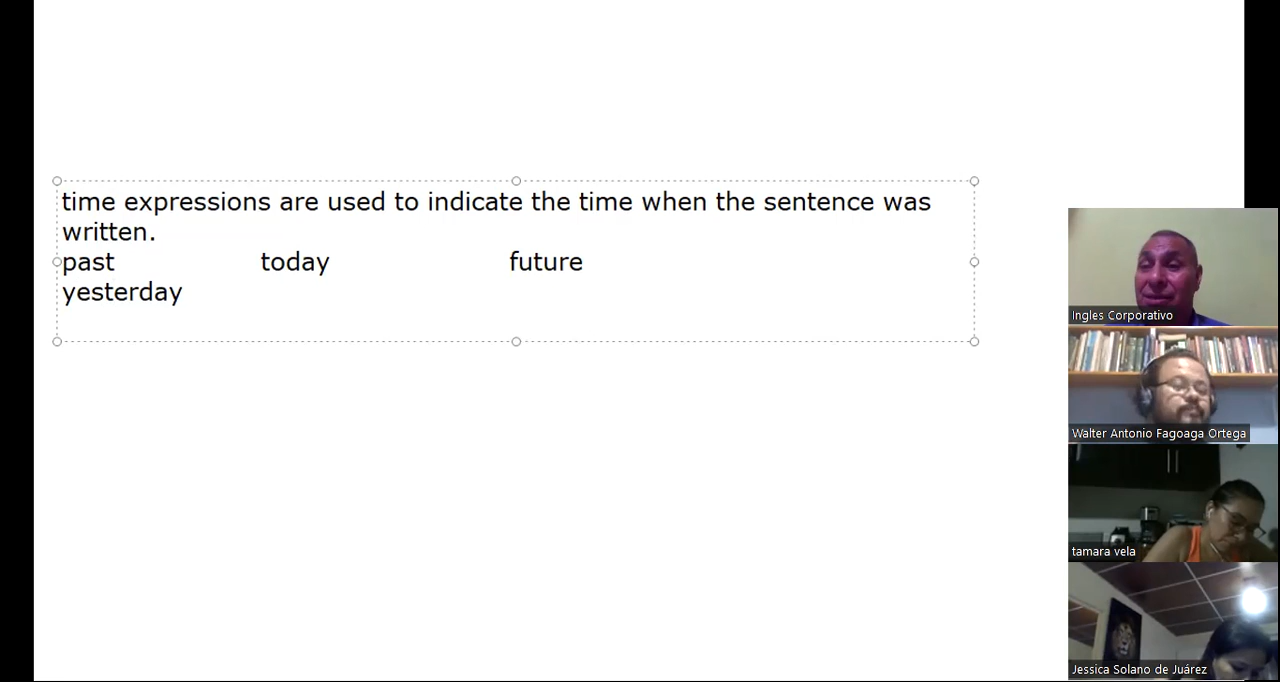 time expressions are used to indicate the time when the sentence was
written.
past today future
yesterday
Ingles Corporativo
Walter Antonio Fagoaga Ortega
tamara vela
Jessica Solano de Juárez